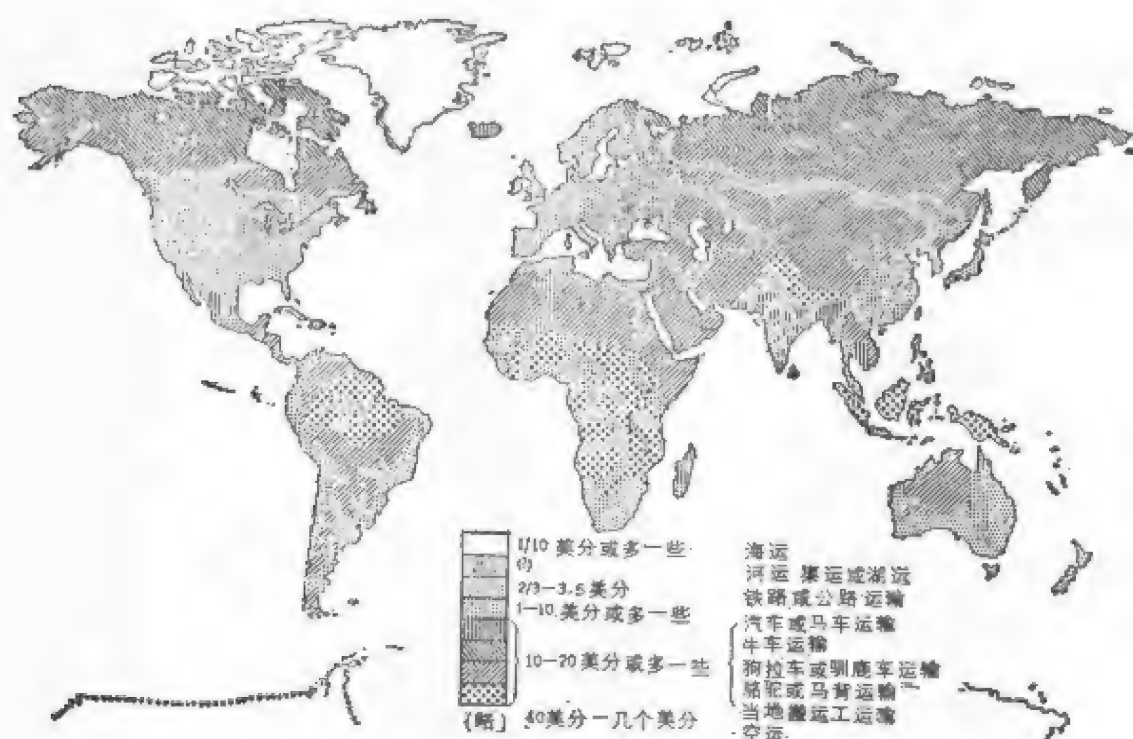 1/10 美分或多一些
(?)
2/3—3.5 美分
1—10 美分或多一些
10—20 美分或多一些
(略) 40美分—几个美分
海运
河运 渠运或湖运
铁路或公路运输
汽车或马车运输
牛车运输
狗拉车或驯鹿车运输
骆驼或马背运输
当地搬运工运输
空运